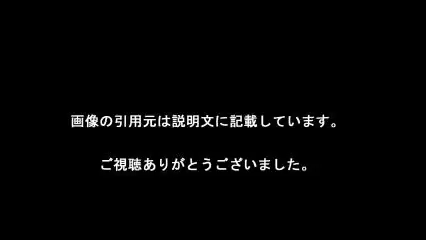 画像の引用元は説明文に記載しています。
ご視聴ありがとうございました。